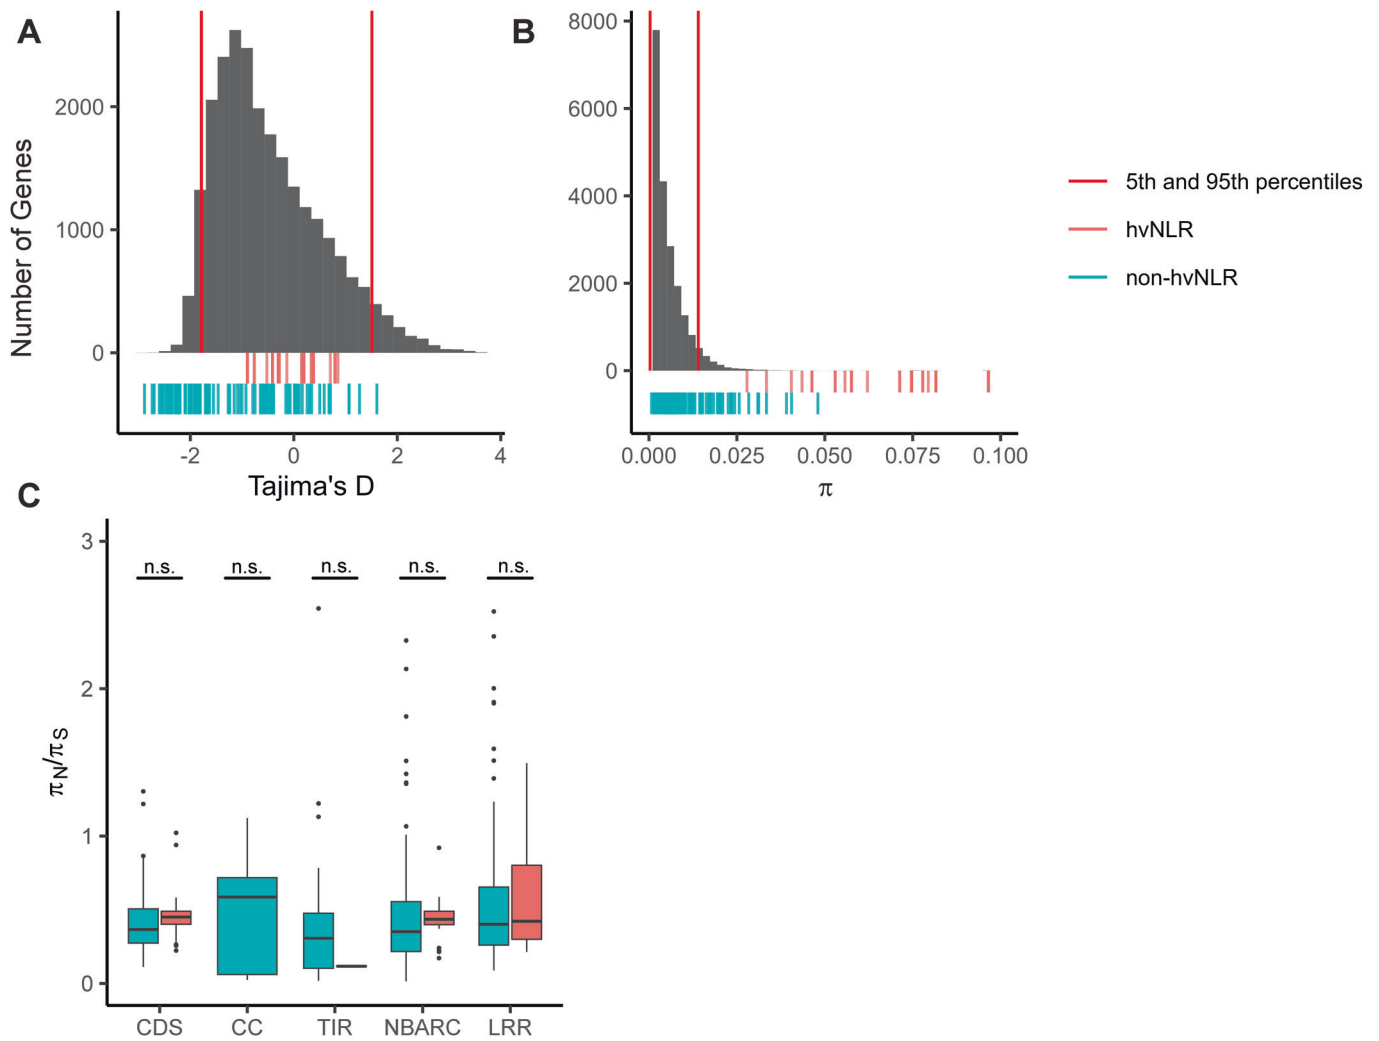 A
Number of Genes
2000
1000
0
-2
0
2
4
Tajima's D
B
8000
6000
4000
2000
0
0.000
0.025
0.050
0.075
0.100
π
5th and 95th percentiles
hvNLR
non-hvNLR
C
πN/πS
3
2
1
0
n.s.
n.s.
n.s.
n.s.
n.s.
CDS
CC
TIR
NBARC
LRR